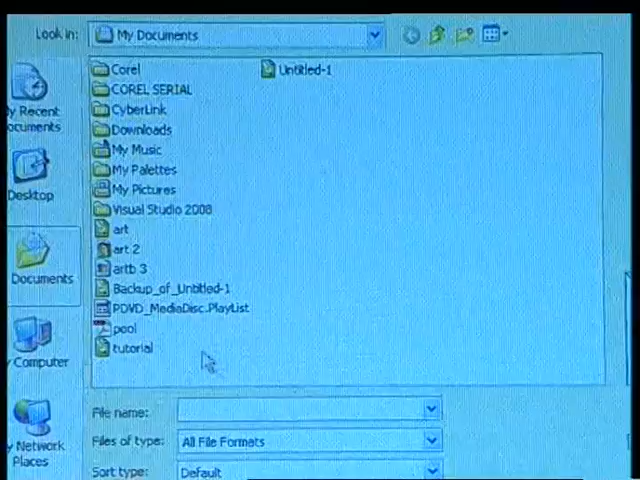 Look in: My Documents
Corel
Untitled-1
COREL SERIAL
CyberLink
Downloads
My Music
My Palettes
My Pictures
Visual Studio 2008
art
art 2
artb 3
Backup_of_Untitled-1
PDVD_MediaDisc.PlayList
pool
tutorial
y Recent
ocuments
Desktop
Documents
y Computer
y Network
Places
File name:
Files of type: All File Formats
Sort type: Default